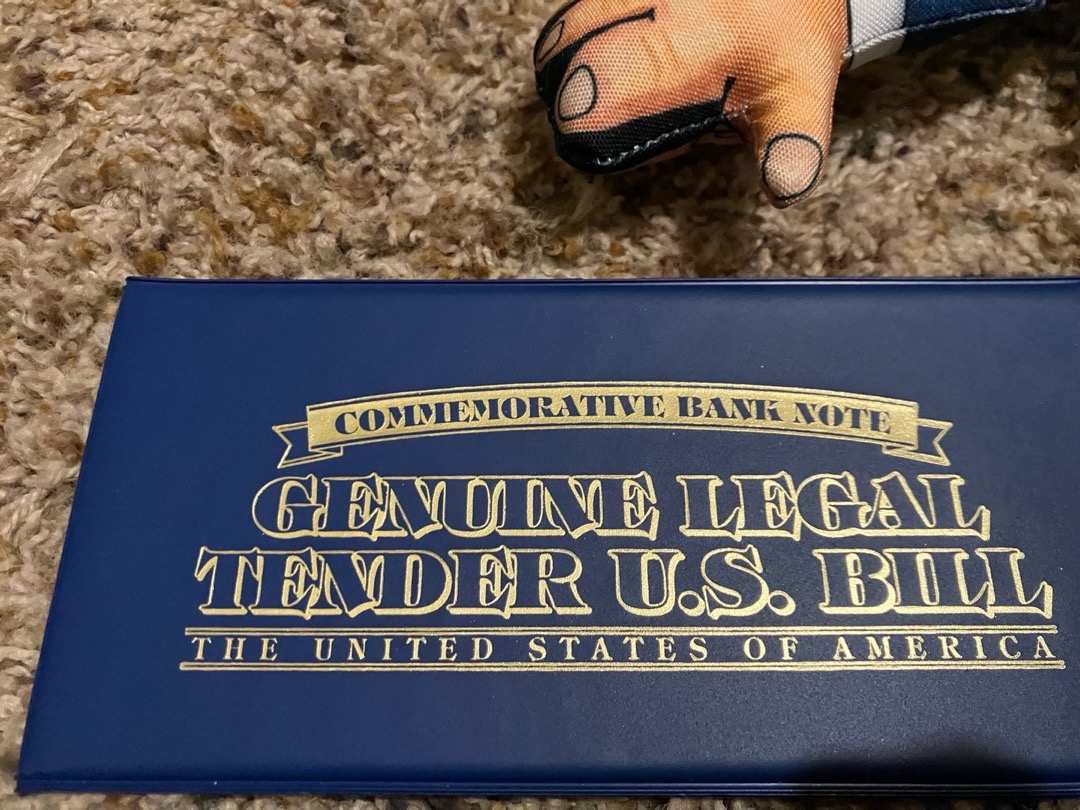 COMMEMORATIVE BANK NOTE
GENUINE LEGAL
TENDER U.S. BILL
THE UNITED STATES OF AMERICA